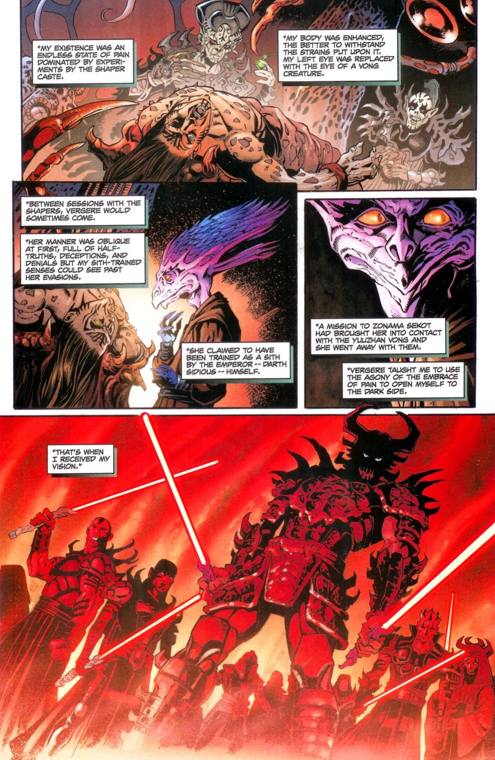 "MY EXISTENCE WAS AN
ENDLESS STATE OF PAIN
DOMINATED BY EXPERI-
MENTS BY THE SHAPER
CASTE.
"MY BODY WAS ENHANCED,
THE BETTER TO WITHSTAND
THE STRAINS PUT UPON IT.
MY LEFT EYE WAS REPLACED
WITH THE EYE OF A VONG
CREATURE.
"BETWEEN SESSIONS WITH THE
SHAPERS, VERGERE WOULD
SOMETIMES COME.
"HER MANNER WAS OBLIQUE
AT FIRST, FULL OF HALF-
TRUTHS, DECEPTIONS, AND
DENIALS BUT MY SITH-TRAINED
SENSES COULD SEE PAST
HER EVASIONS.
"SHE CLAIMED TO HAVE
BEEN TRAINED AS A SITH
BY THE EMPEROR -- DARTH
SIDIOUS -- HIMSELF.
"A MISSION TO ZONAMA SEKOT
HAD BROUGHT HER INTO CONTACT
WITH THE YUUZHAN VONG AND
SHE WENT AWAY WITH THEM.
"VERGERE TAUGHT ME TO USE
THE AGONY OF THE EMBRACE
OF PAIN TO OPEN MYSELF TO
THE DARK SIDE.
"THAT'S WHEN
I RECEIVED MY
VISION."